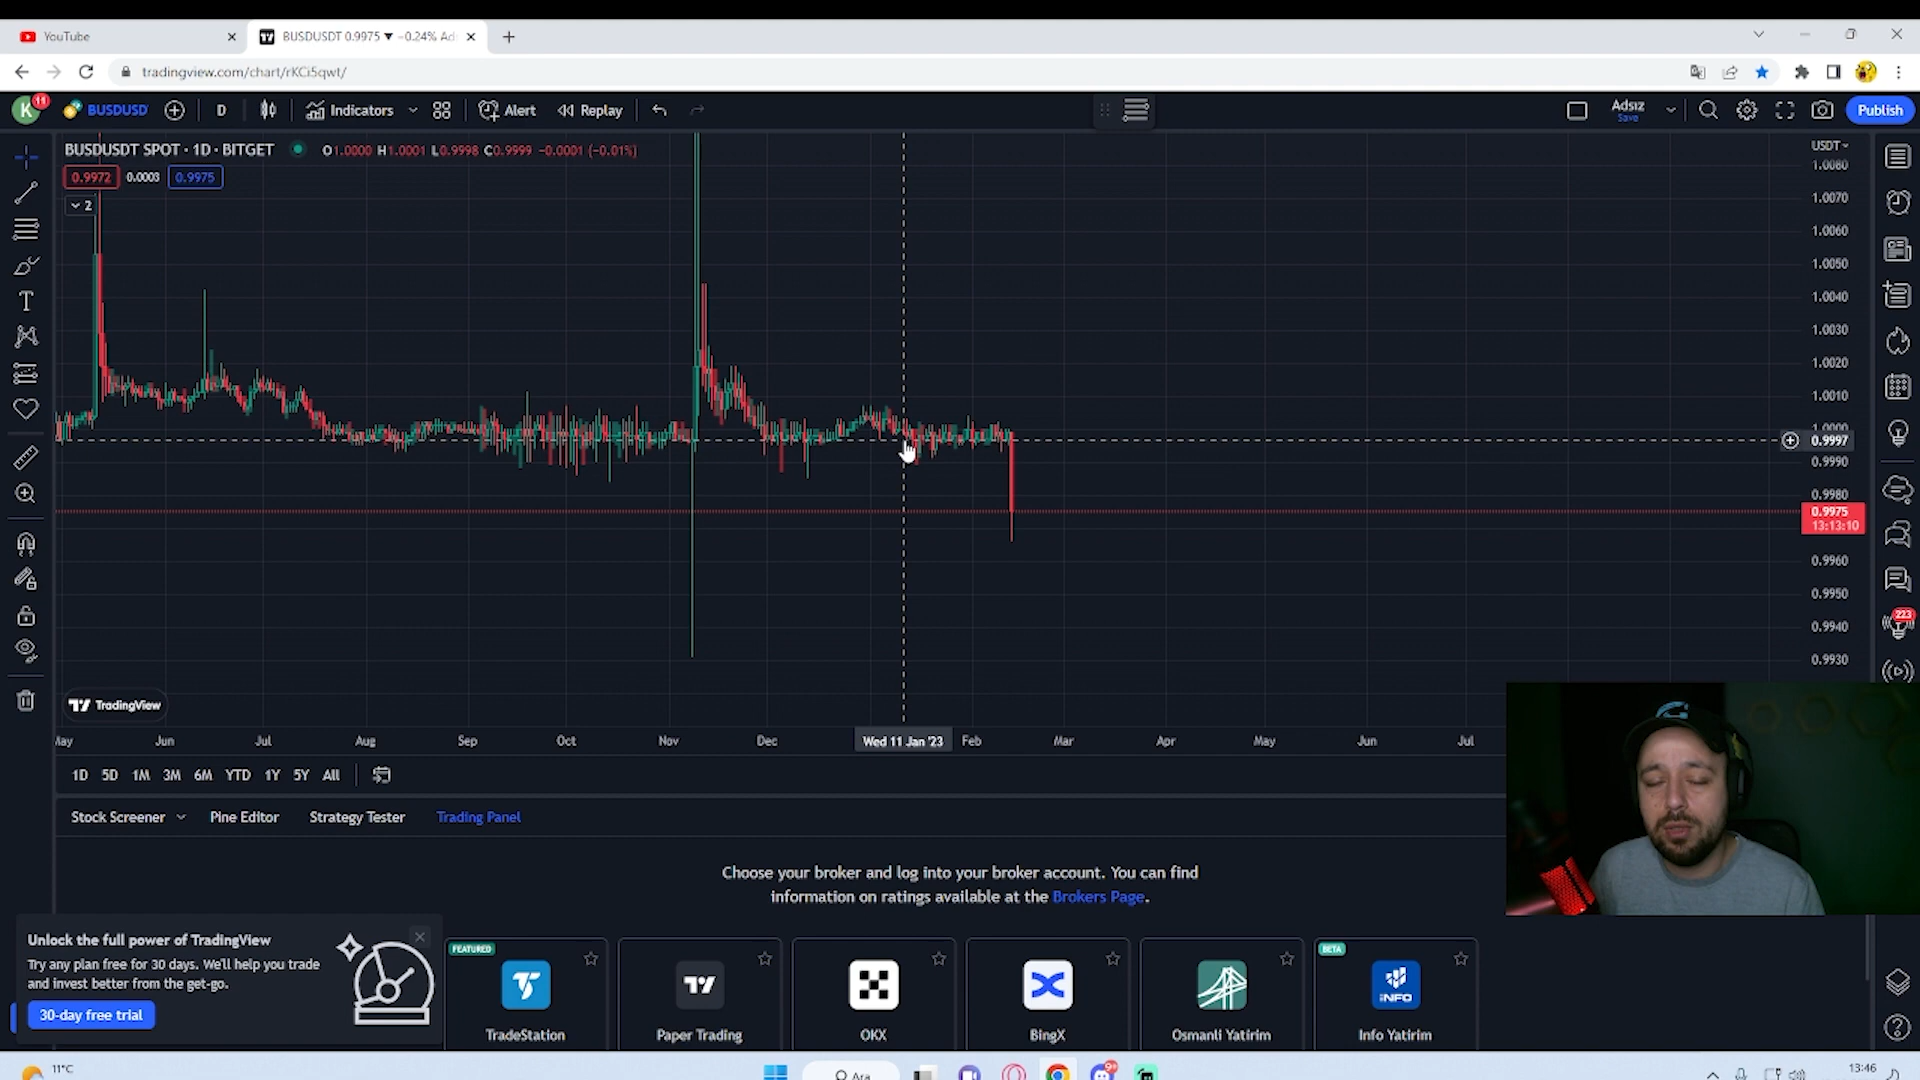 YouTube
BUSDUSDT 0.9975 ▼ −0.24% Ad
tradingview.com/chart/rKCi5qwt/
K 11 BUSDUSD D Indicators Alert Replay Adsız Save Publish
BUSDUSDT SPOT · 1D · BITGET O1.0000 H1.0001 L0.9998 C0.9999 −0.0001 (−0.01%)
0.9972 0.0003 0.9975
2
USDT
1.0080
1.0070
1.0060
1.0050
1.0040
1.0030
1.0020
1.0010
1.0000
0.9997
0.9990
0.9980
0.9975
13:13:10
0.9960
0.9950
0.9940
0.9930
223
TradingView
May Jun Jul Aug Sep Oct Nov Dec Wed 11 Jan '23 Feb Mar Apr May Jun Jul
1D 5D 1M 3M 6M YTD 1Y 5Y All
Stock Screener Pine Editor Strategy Tester Trading Panel
Choose your broker and log into your broker account. You can find
information on ratings available at the Brokers Page.
Unlock the full power of TradingView
Try any plan free for 30 days. We'll help you trade
and invest better from the get-go.
30-day free trial
FEATURED
TradeStation
Paper Trading
OKX
BingX
Osmanli Yatirim
BETA
INFO
Info Yatirim
11°C
Ara
9+
13:46